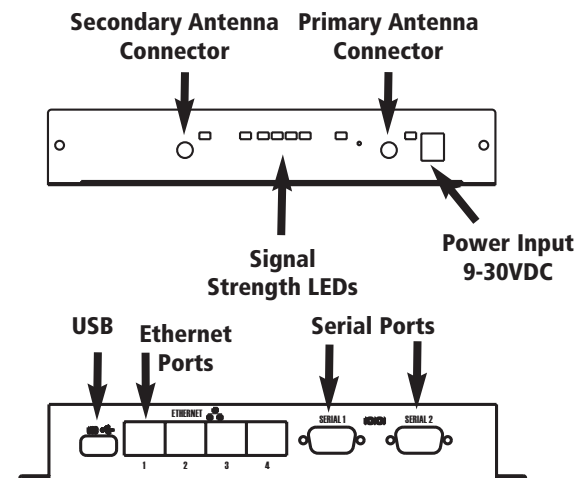 Secondary Antenna Connector
Primary Antenna Connector
Signal
Strength LEDs
Power Input
9-30VDC
USB
Ethernet
Ports
Serial Ports
ETHERNET
SERIAL 1
SERIAL 2
1 2 3 4